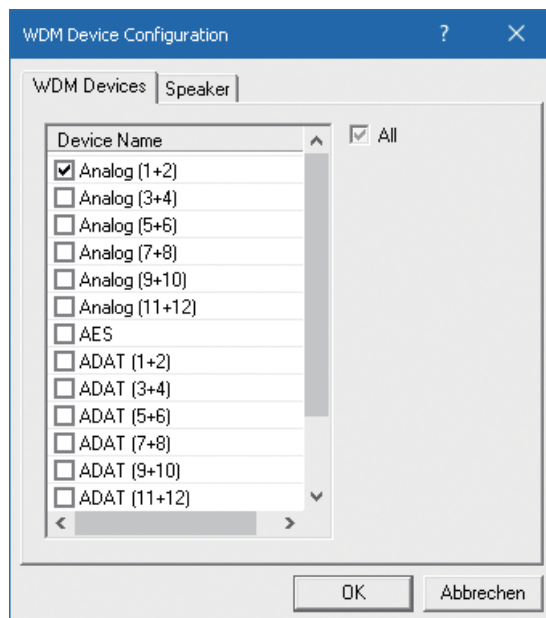 WDM Device Configuration ? ×
WDM Devices Speaker
Device Name All
Analog (1+2)
Analog (3+4)
Analog (5+6)
Analog (7+8)
Analog (9+10)
Analog (11+12)
AES
ADAT (1+2)
ADAT (3+4)
ADAT (5+6)
ADAT (7+8)
ADAT (9+10)
ADAT (11+12)
OK Abbrechen